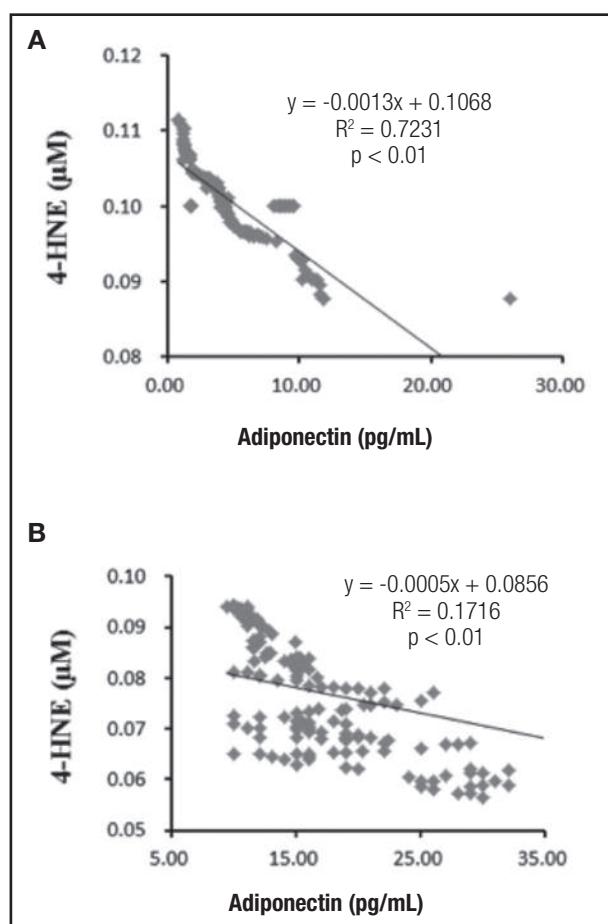 A
0.12
0.11
0.10
0.09
0.08
4-HNE (µM)
y = -0.0013x + 0.1068
R² = 0.7231
p < 0.01
0.00 10.00 20.00 30.00
Adiponectin (pg/mL)
B
0.10
0.09
0.08
0.07
0.06
0.05
4-HNE (µM)
y = -0.0005x + 0.0856
R² = 0.1716
p < 0.01
5.00 15.00 25.00 35.00
Adiponectin (pg/mL)